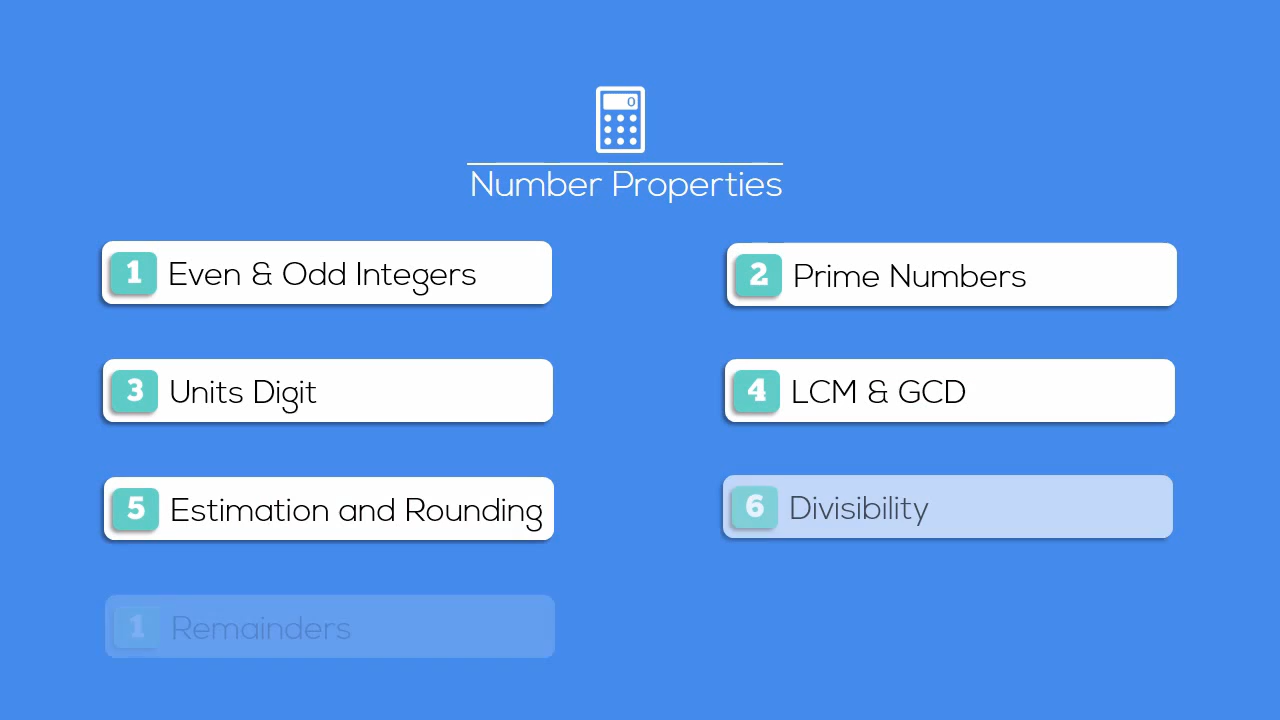 0
Number Properties
1 Even & Odd Integers
2 Prime Numbers
3 Units Digit
4 LCM & GCD
5 Estimation and Rounding
6 Divisibility
1 Remainders